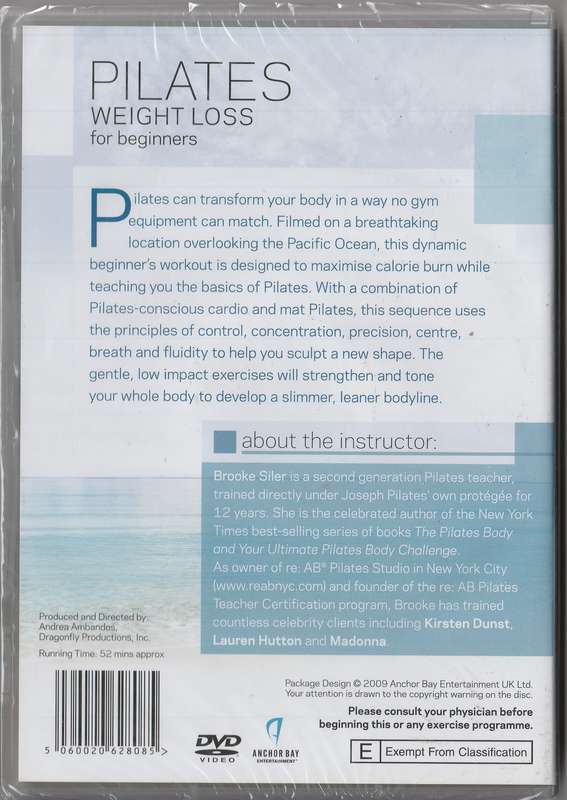 PILATES
WEIGHT LOSS
for beginners
Pilates can transform your body in a way no gym
equipment can match. Filmed on a breathtaking
location overlooking the Pacific Ocean, this dynamic
beginner's workout is designed to maximise calorie burn while
teaching you the basics of Pilates. With a combination of
Pilates-conscious cardio and mat Pilates, this sequence uses
the principles of control, concentration, precision, centre,
breath and fluidity to help you sculpt a new shape. The
gentle, low impact exercises will strengthen and tone
your whole body to develop a slimmer, leaner bodyline.
about the instructor:
Brooke Siler is a second generation Pilates teacher,
trained directly under Joseph Pilates' own protégée for
12 years. She is the celebrated author of the New York
Times best-selling series of books The Pilates Body
and Your Ultimate Pilates Body Challenge.
As owner of re: AB® Pilates Studio in New York City
(www.reabnyc.com) and founder of the re: AB Pilates
Teacher Certification program, Brooke has trained
countless celebrity clients including Kirsten Dunst,
Lauren Hutton and Madonna.
Produced and Directed by:
Andrea Ambandos,
Dragonfly Productions, Inc.
Running Time: 52 mins approx
Package Design © 2009 Anchor Bay Entertainment UK Ltd.
Your attention is drawn to the copyright warning on the disc.
Please consult your physician before
beginning this or any exercise programme.
5 060020 628085 >
DVD
VIDEO
ANCHOR BAY
ENTERTAINMENT
E Exempt From Classification